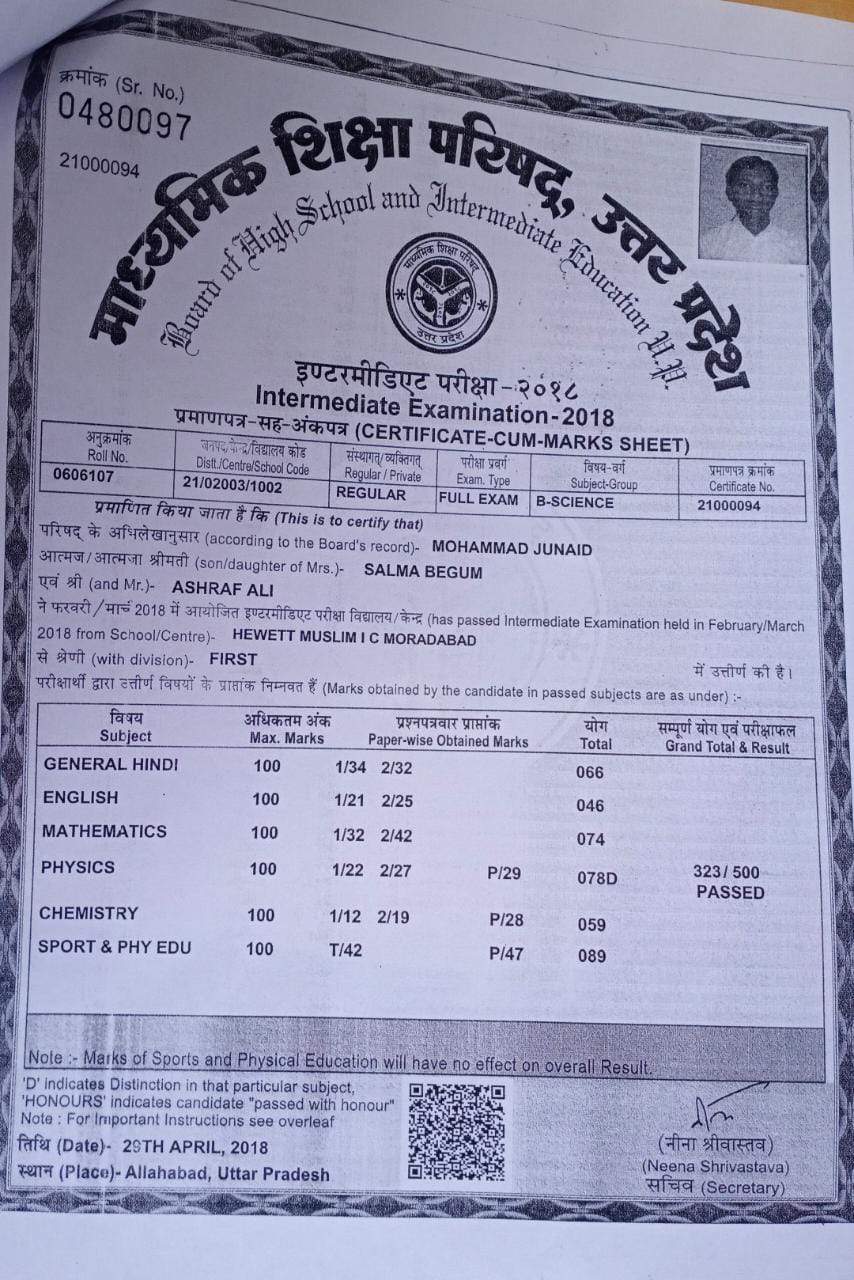 क्रमांक (Sr. No.)
0480097
21000094
माध्यमिक शिक्षा परिषद्, उत्तर प्रदेश
Board of High School and Intermediate Education U.P.
माध्यमिक शिक्षा परिषद्
उत्तर प्रदेश
इण्टरमीडिएट परीक्षा-२०१८
Intermediate Examination-2018
प्रमाणपत्र-सह-अंकपत्र (CERTIFICATE-CUM-MARKS SHEET)
अनुक्रमांक जनपद/केन्द्र/विद्यालय कोड संस्थागत/व्यक्तिगत् परीक्षा प्रवर्ग विषय-वर्ग प्रमाणपत्र क्रमांक
Roll No. Distt./Centre/School Code Regular / Private Exam. Type Subject-Group Certificate No.
0606107 21/02003/1002 REGULAR FULL EXAM B-SCIENCE 21000094
प्रमाणित किया जाता है कि (This is to certify that)
परिषद् के अभिलेखानुसार (according to the Board's record)- MOHAMMAD JUNAID
आत्मज/आत्मजा श्रीमती (son/daughter of Mrs.)- SALMA BEGUM
एवं श्री (and Mr.)- ASHRAF ALI
ने फरवरी/मार्च 2018 में आयोजित इण्टरमीडिएट परीक्षा विद्यालय/केन्द्र (has passed Intermediate Examination held in February/March
2018 from School/Centre)- HEWETT MUSLIM I C MORADABAD
से श्रेणी (with division)- FIRST में उत्तीर्ण की है।
परीक्षार्थी द्वारा उत्तीर्ण विषयों के प्राप्तांक निम्नवत हैं (Marks obtained by the candidate in passed subjects are as under) :-
विषय अधिकतम अंक प्रश्नपत्रवार प्राप्तांक योग सम्पूर्ण योग एवं परीक्षाफल
Subject Max. Marks Paper-wise Obtained Marks Total Grand Total & Result
GENERAL HINDI 100 1/34 2/32 066
ENGLISH 100 1/21 2/25 046
MATHEMATICS 100 1/32 2/42 074
PHYSICS 100 1/22 2/27 P/29 078D 323/ 500
PASSED
CHEMISTRY 100 1/12 2/19 P/28 059
SPORT & PHY EDU 100 T/42 P/47 089
Note :- Marks of Sports and Physical Education will have no effect on overall Result.
'D' indicates Distinction in that particular subject,
'HONOURS' indicates candidate "passed with honour"
Note : For Important Instructions see overleaf
तिथि (Date)- 29TH APRIL, 2018
स्थान (Place)- Allahabad, Uttar Pradesh
(नीना श्रीवास्तव)
(Neena Shrivastava)
सचिव (Secretary)